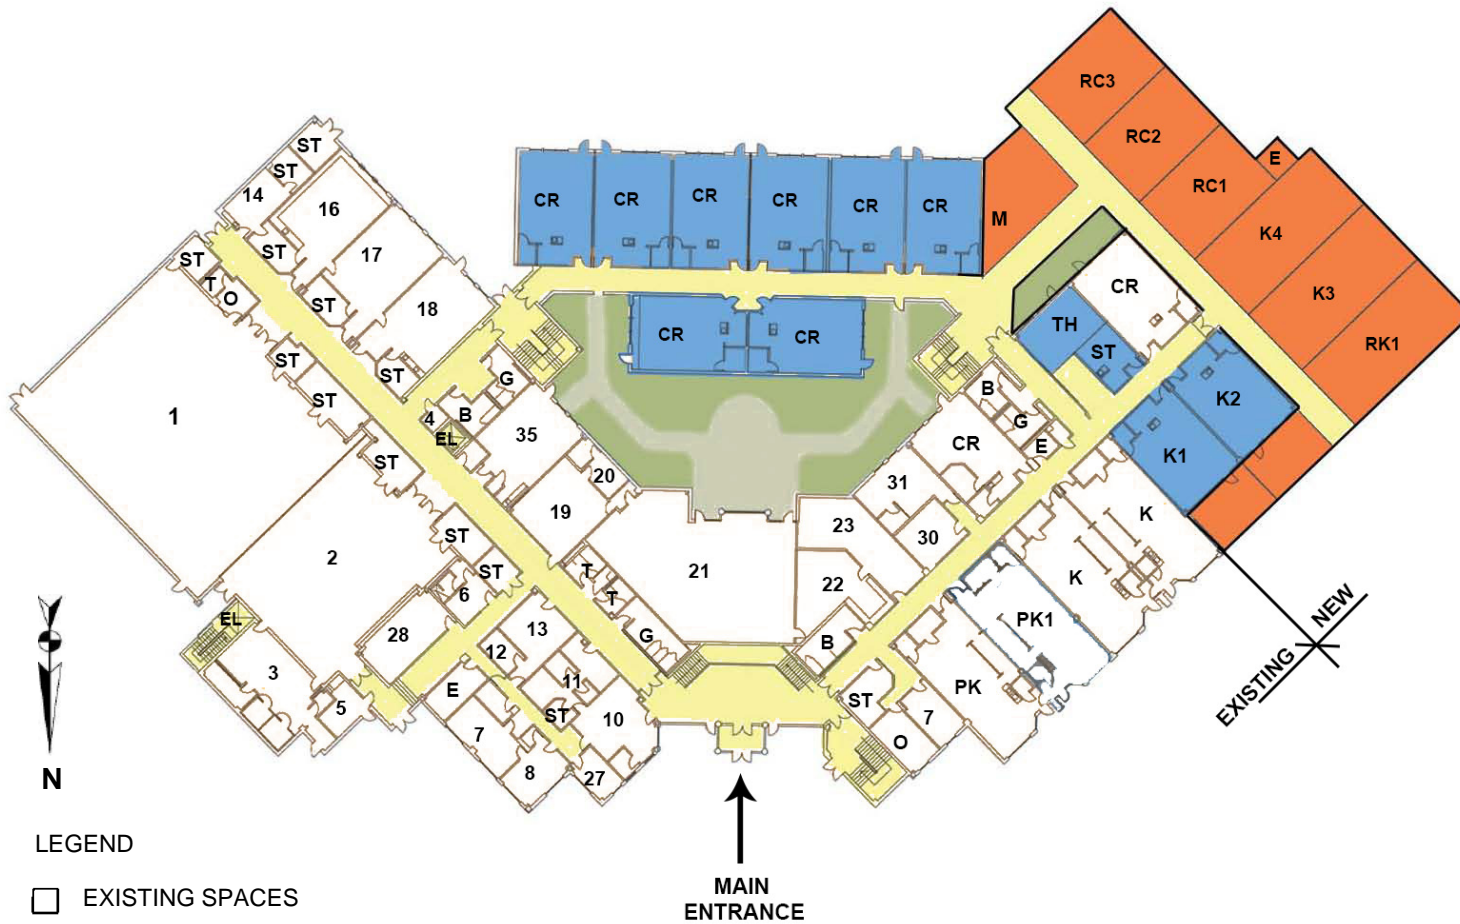 RC3
RC2
RC1
E
K4
K3
RK1
M
CR
CR
CR
CR
CR
CR
CR
TH
ST
CR
CR
K2
K1
ST
ST
14
16
ST
17
ST
18
ST
ST
T
O
ST
ST
ST
1
G
4
B
EL
35
20
19
B
G
E
CR
31
23
30
22
21
2
ST
ST
6
T
T
G
B
K
K
PK1
PK
EL
28
3
5
13
12
11
E
ST
7
10
8
27
ST
7
O
NEW
EXISTING
N
MAIN
ENTRANCE
LEGEND
EXISTING SPACES